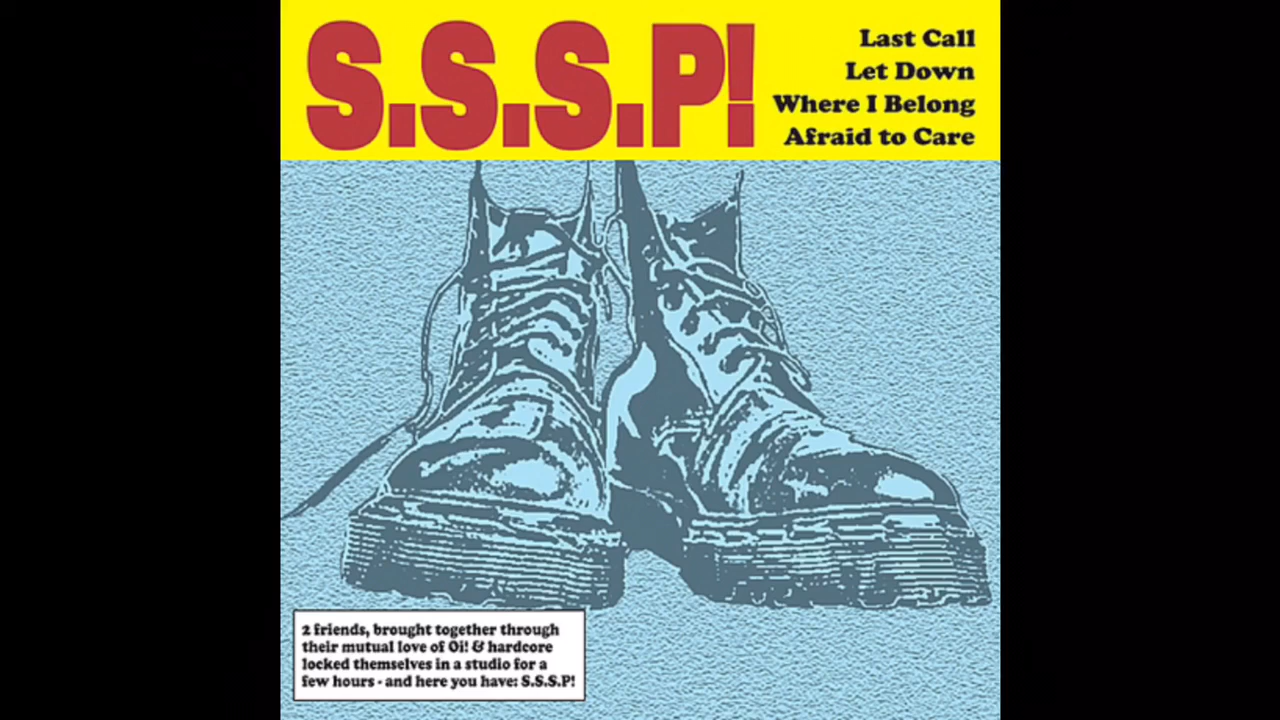 S.S.S.P!
Last Call
Let Down
Where I Belong
Afraid to Care
2 friends, brought together through
their mutual love of Oi! & hardcore
locked themselves in a studio for a
few hours - and here you have: S.S.S.P!